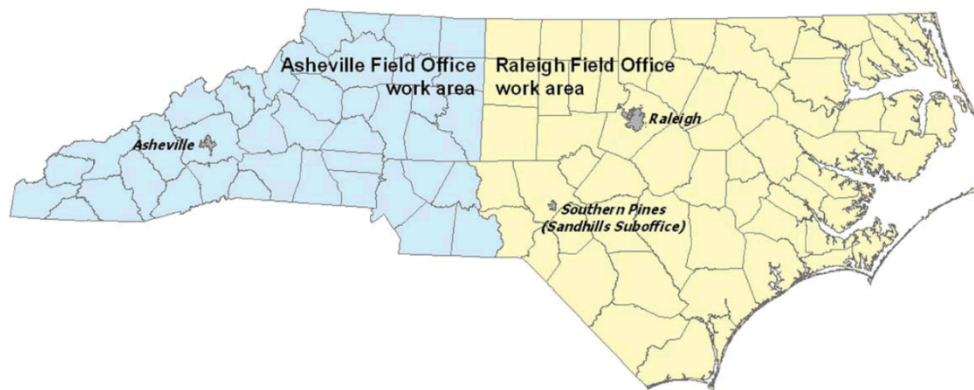 Asheville Field Office
work area
Raleigh Field Office
work area
Asheville
Raleigh
Southern Pines
(Sandhills Suboffice)